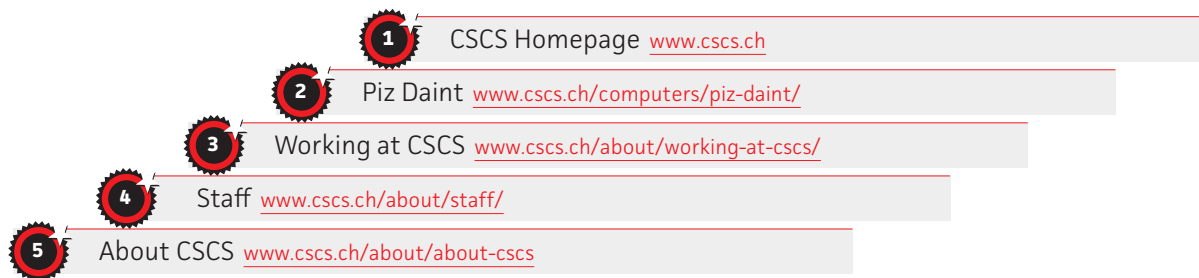 1 CSCS Homepage www.cscs.ch
2 Piz Daint www.cscs.ch/computers/piz-daint/
3 Working at CSCS www.cscs.ch/about/working-at-cscs/
4 Staff www.cscs.ch/about/staff/
5 About CSCS www.cscs.ch/about/about-cscs